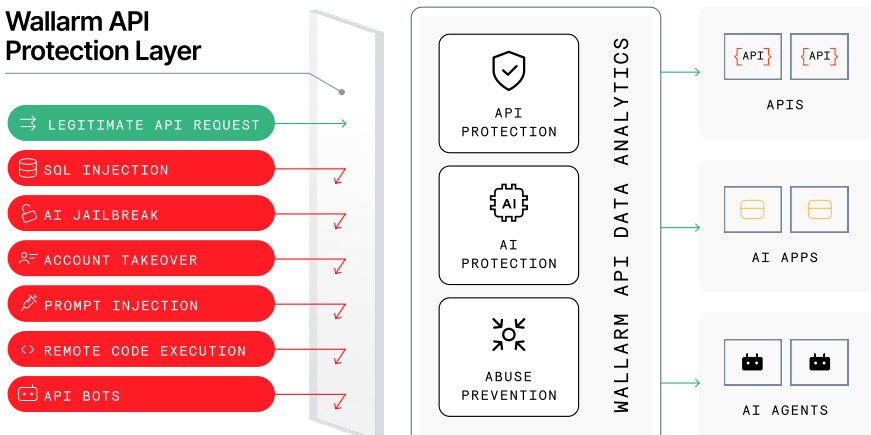 Wallarm API
Protection Layer
LEGITIMATE API REQUEST
SQL INJECTION
AI JAILBREAK
ACCOUNT TAKEOVER
PROMPT INJECTION
REMOTE CODE EXECUTION
API BOTS
API
PROTECTION
AI
AI
PROTECTION
ABUSE
PREVENTION
WALLARM API DATA ANALYTICS
{API} {API}
APIS
AI APPS
AI AGENTS